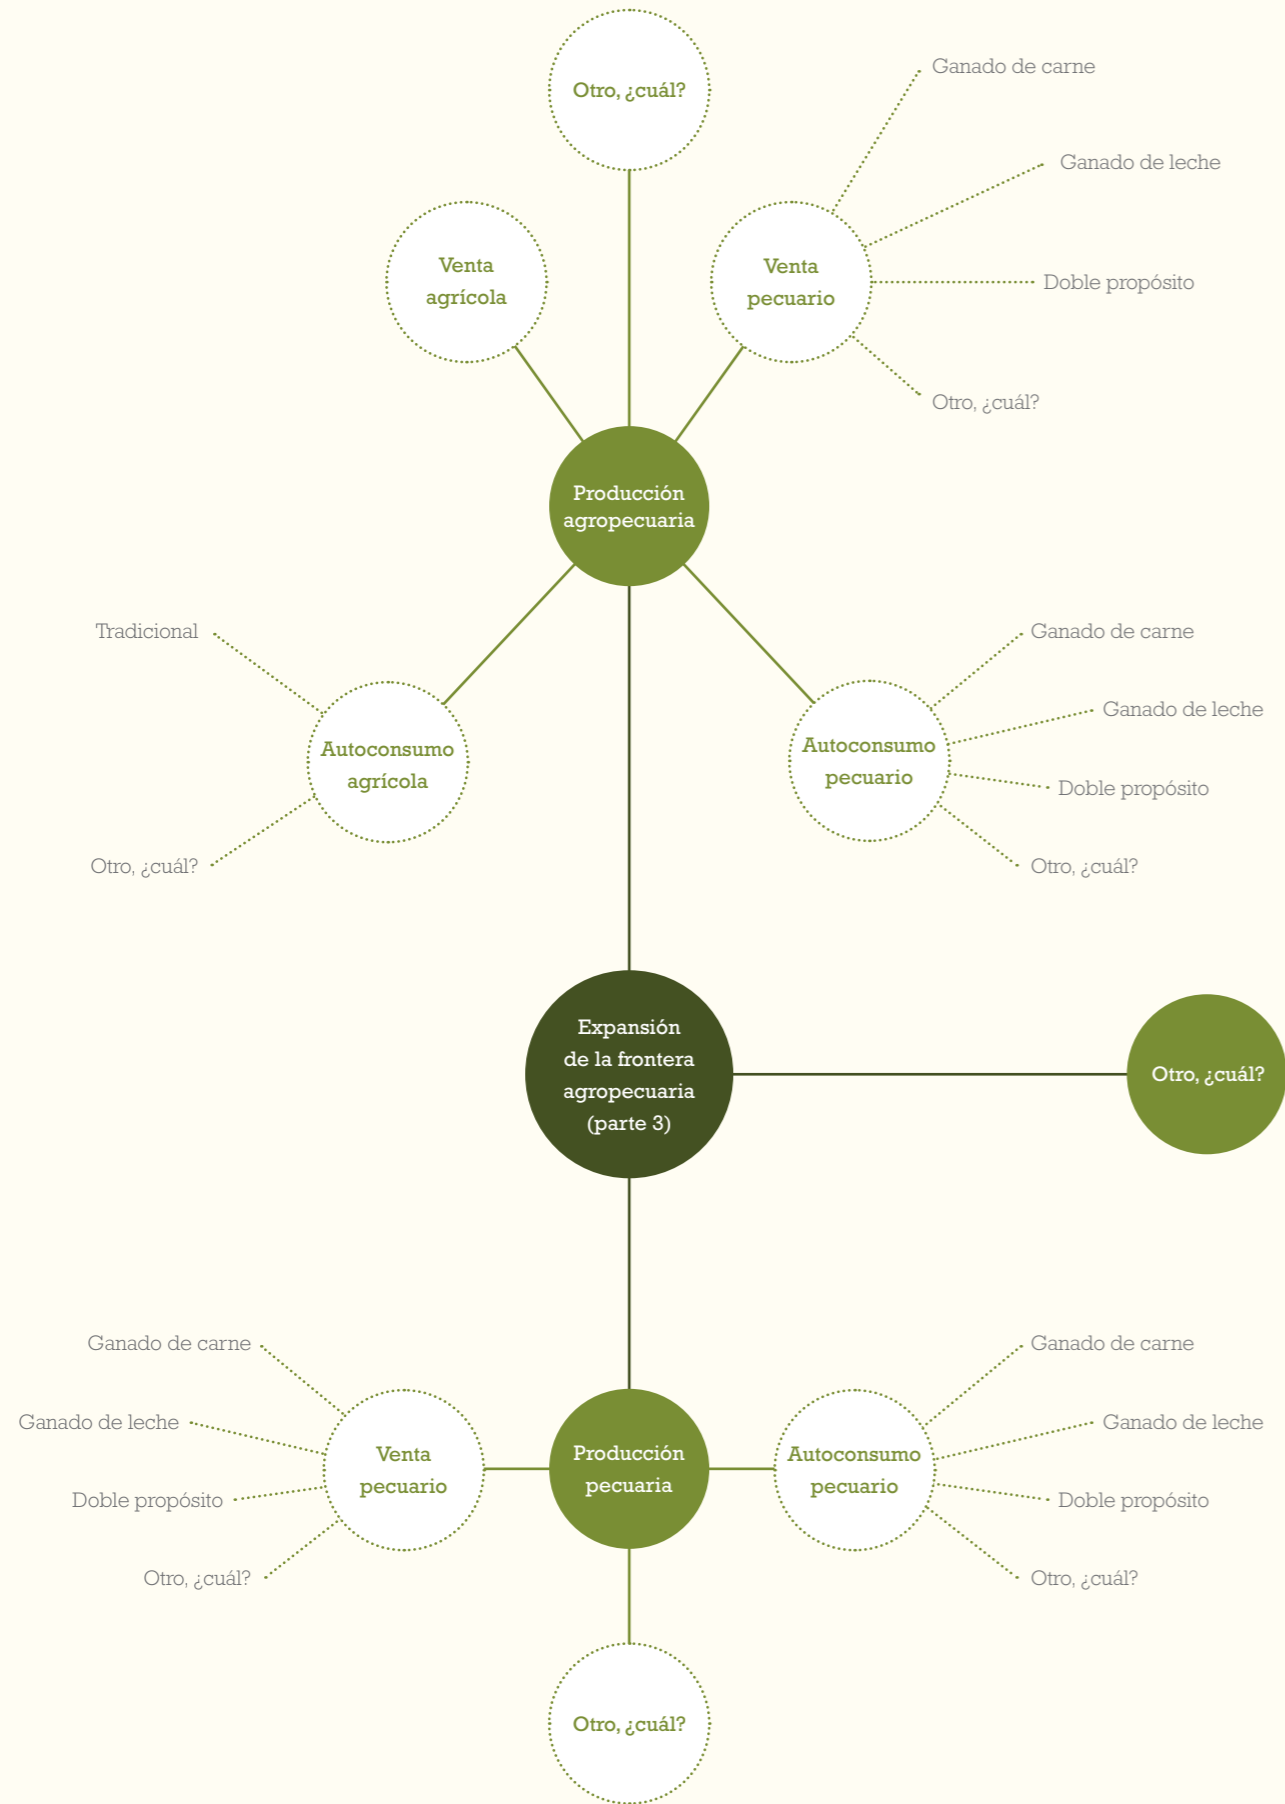 Otro, ¿cuál?
Ganado de carne
Ganado de leche
Venta
agrícola
Venta
pecuario
Doble propósito
Otro, ¿cuál?
Producción
agropecuaria
Tradicional
Autoconsumo
agrícola
Otro, ¿cuál?
Ganado de carne
Ganado de leche
Autoconsumo
pecuario
Doble propósito
Otro, ¿cuál?
Expansión
de la frontera
agropecuaria
(parte 3)
Otro, ¿cuál?
Ganado de carne
Ganado de leche
Venta
pecuario
Doble propósito
Otro, ¿cuál?
Producción
pecuaria
Ganado de carne
Ganado de leche
Autoconsumo
pecuario
Doble propósito
Otro, ¿cuál?
Otro, ¿cuál?